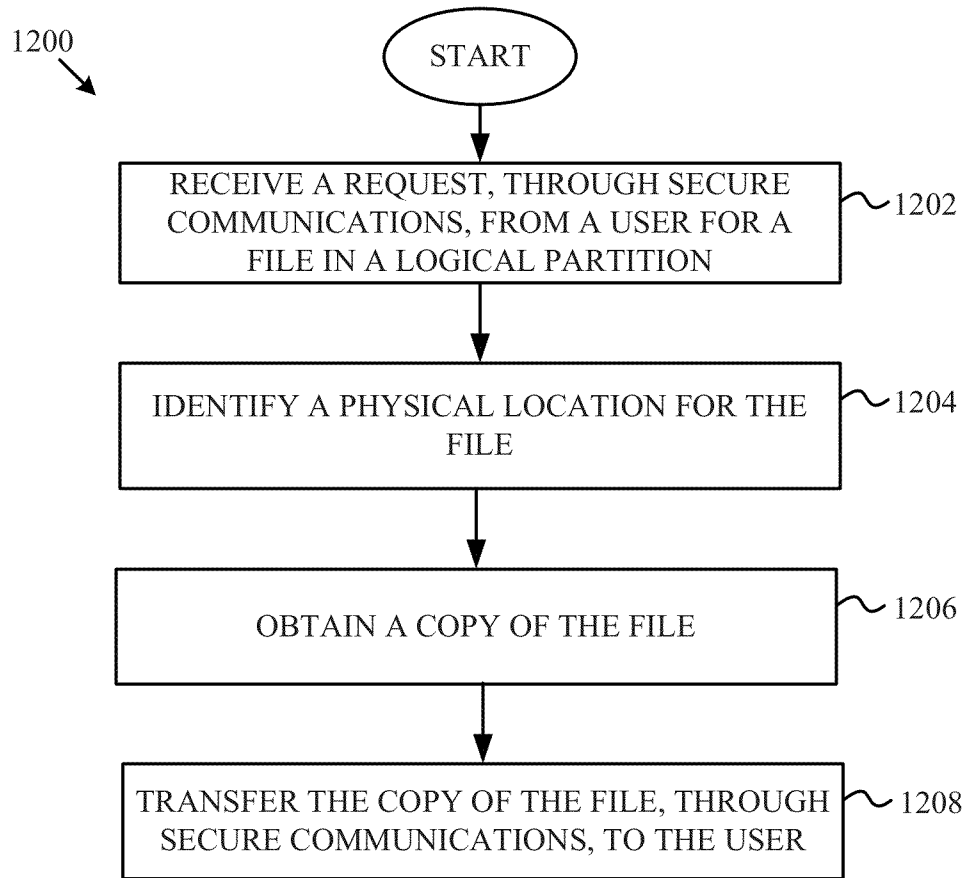 1200
START
RECEIVE A REQUEST, THROUGH SECURE
COMMUNICATIONS, FROM A USER FOR A
FILE IN A LOGICAL PARTITION
1202
IDENTIFY A PHYSICAL LOCATION FOR THE
FILE
1204
OBTAIN A COPY OF THE FILE
1206
TRANSFER THE COPY OF THE FILE, THROUGH
SECURE COMMUNICATIONS, TO THE USER
1208